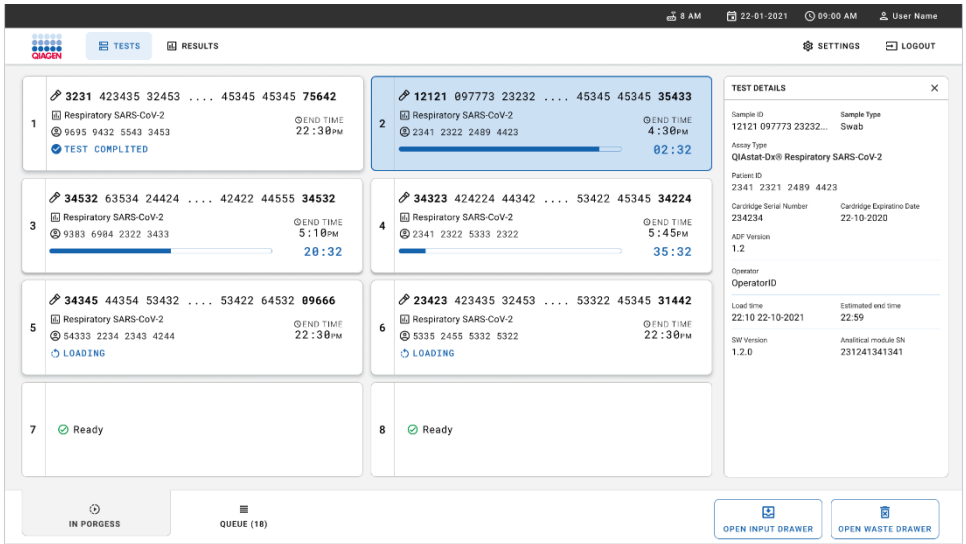 8 AM 22-01-2021 09:00 AM User Name
QIAGEN TESTS RESULTS SETTINGS LOGOUT
1
3231 423435 32453 .... 45345 45345 75642
Respiratory SARS-CoV-2
9695 9432 5543 3453
TEST COMPLITED
END TIME
22:30PM
2
12121 097773 23232 .... 45345 45345 35433
Respiratory SARS-CoV-2
2341 2322 2489 4423
END TIME
4:30PM
02:32
3
34532 63534 24424 .... 42422 44555 34532
Respiratory SARS-CoV-2
9383 6984 2322 3433
END TIME
5:10PM
20:32
4
34323 424224 44342 .... 53422 45345 34224
Respiratory SARS-CoV-2
2341 2322 5333 2322
END TIME
5:45PM
35:32
5
34345 44354 53432 .... 53422 64532 09666
Respiratory SARS-CoV-2
54333 2234 2343 4244
LOADING
END TIME
22:30PM
6
23423 423435 32453 .... 53322 45345 31442
Respiratory SARS-CoV-2
5335 2455 5332 5322
LOADING
END TIME
22:30PM
7
Ready
8
Ready
TEST DETAILS
Sample ID Sample Type
12121 097773 23232... Swab
Assay Type
QIAstat-Dx® Respiratory SARS-CoV-2
Patient ID
2341 2321 2489 4423
Cardridge Serial Number Cardridge Expiratino Date
234234 22-10-2020
ADF Version
1.2
Operator
OperatorID
Load time Estimated end time
22:10 22-10-2021 22:59
SW Version Analitical module SN
1.2.0 231241341341
IN PORGESS
QUEUE (18)
OPEN INPUT DRAWER
OPEN WASTE DRAWER